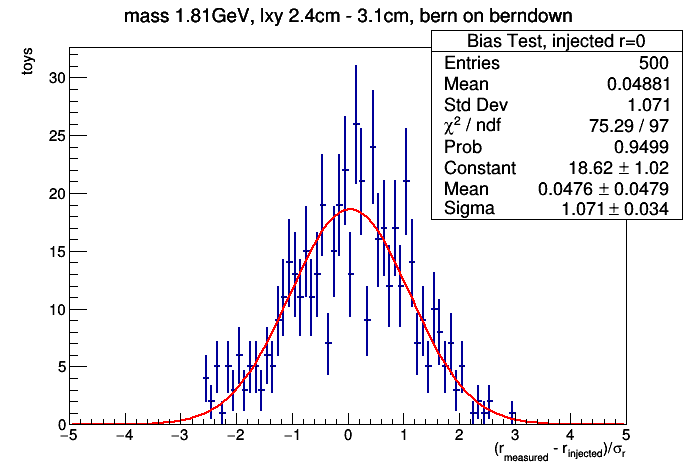 mass 1.81GeV, lxy 2.4cm - 3.1cm, bern on berndown
Bias Test, injected r=0
Entries 500
Mean 0.04881
Std Dev 1.071
χ² / ndf 75.29 / 97
Prob 0.9499
Constant 18.62 ± 1.02
Mean 0.0476 ± 0.0479
Sigma 1.071 ± 0.034
toys
30
25
20
15
10
5
0
−5 −4 −3 −2 −1 0 1 2 3 4 5
(r_measured - r_injected)/σ_r